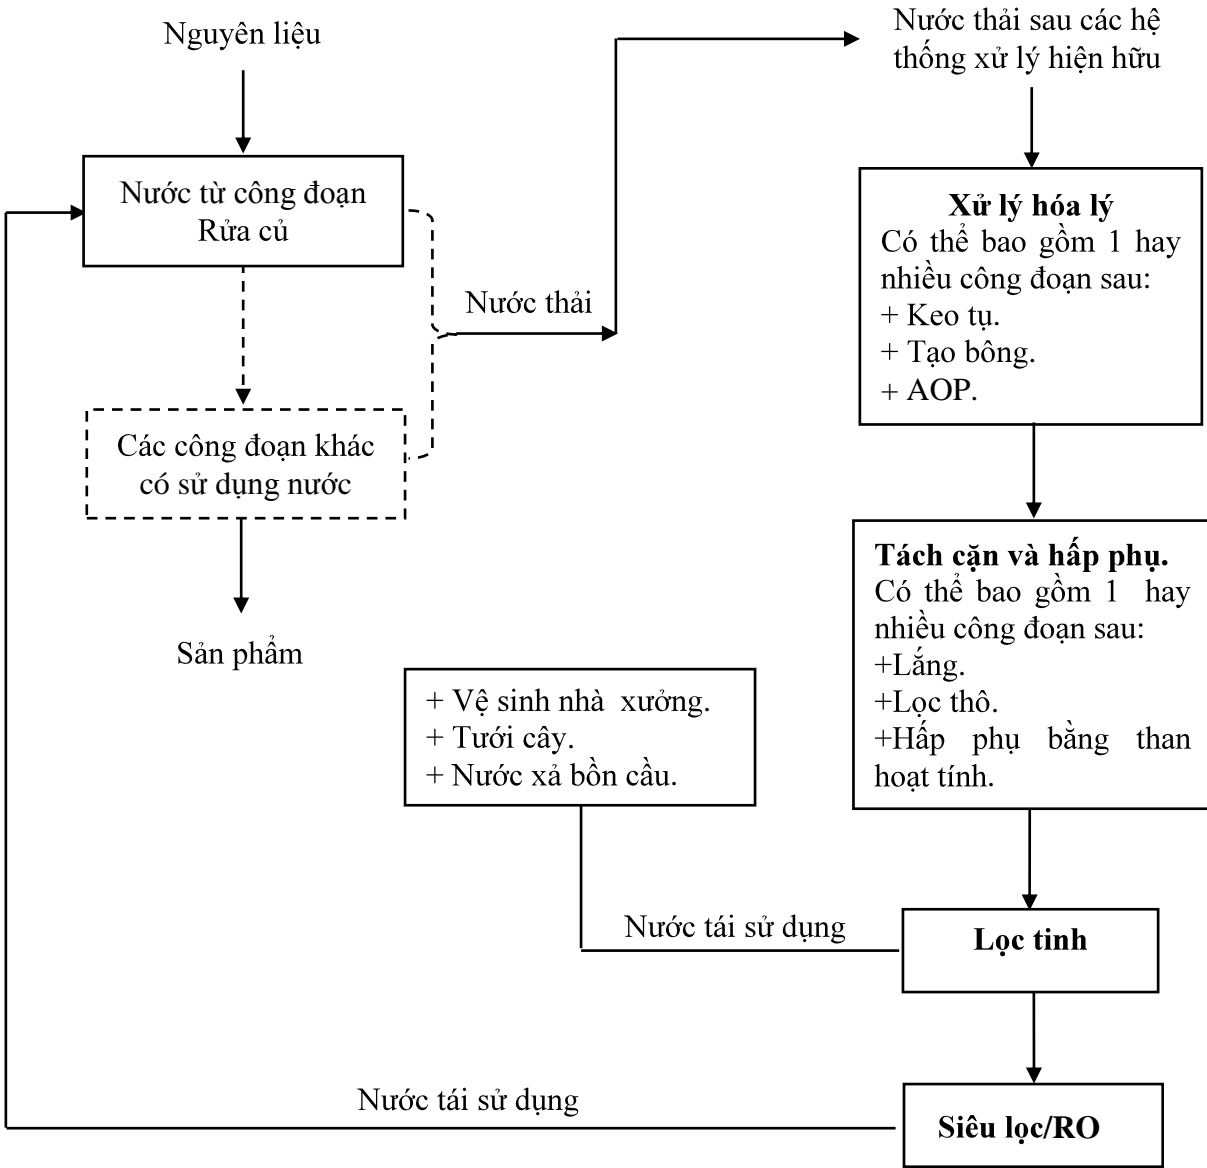 Nguyên liệu
Nước từ công đoạn
Rửa củ
Các công đoạn khác
có sử dụng nước
Sản phẩm
Nước thải
Nước thải sau các hệ
thống xử lý hiện hữu
Xử lý hóa lý
Có thể bao gồm 1 hay
nhiều công đoạn sau:
+ Keo tụ.
+ Tạo bông.
+ AOP.
Tách cặn và hấp phụ.
Có thể bao gồm 1 hay
nhiều công đoạn sau:
+Lắng.
+Lọc thô.
+Hấp phụ bằng than
hoạt tính.
+ Vệ sinh nhà xưởng.
+ Tưới cây.
+ Nước xả bồn cầu.
Nước tái sử dụng
Lọc tinh
Nước tái sử dụng
Siêu lọc/RO